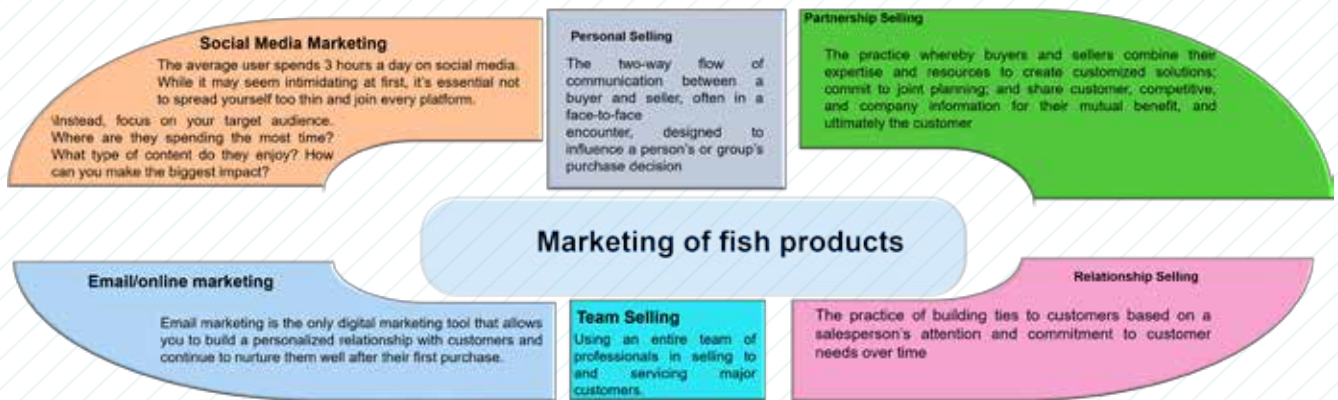 Social Media Marketing
The average user spends 3 hours a day on social media.
While it may seem intimidating at first, it's essential not
to spread yourself too thin and join every platform.
Instead, focus on your target audience.
Where are they spending the most time?
What type of content do they enjoy? How
can you make the biggest impact?
Personal Selling
The two-way flow of
communication between a
buyer and seller, often in a
face-to-face
encounter, designed to
influence a person's or group's
purchase decision
Partnership Selling
The practice whereby buyers and sellers combine their
expertise and resources to create customized solutions;
commit to joint planning; and share customer, competitive,
and company information for their mutual benefit, and
ultimately the customer
Marketing of fish products
Email/online marketing
Email marketing is the only digital marketing tool that allows
you to build a personalized relationship with customers and
continue to nurture them well after their first purchase.
Team Selling
Using an entire team of
professionals in selling to
and servicing major
customers.
Relationship Selling
The practice of building ties to customers based on a
salesperson's attention and commitment to customer
needs over time